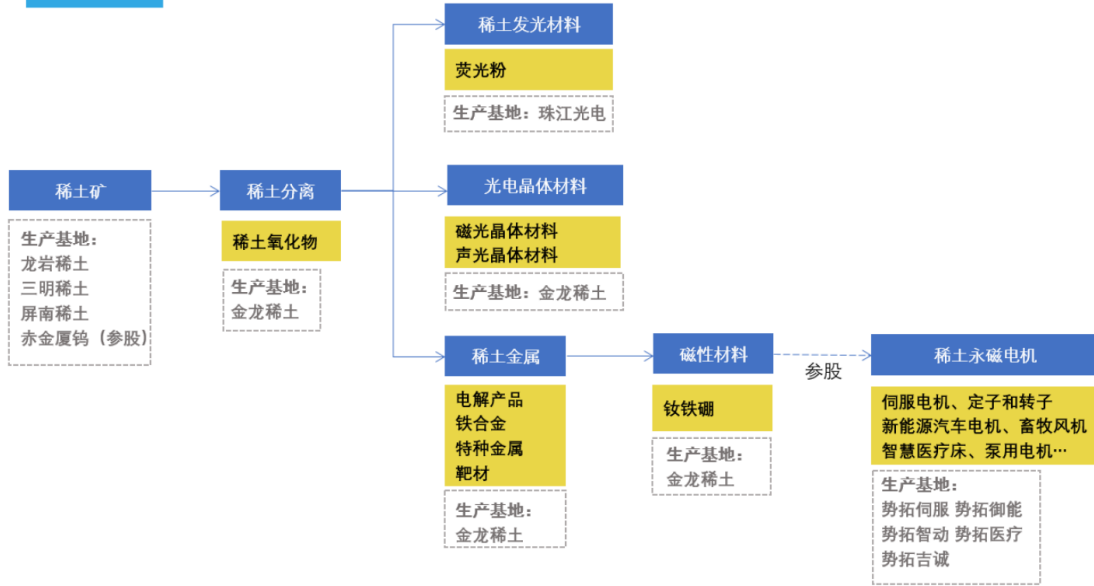 稀土发光材料
荧光粉
生产基地：珠江光电
稀土矿
生产基地：
龙岩稀土
三明稀土
屏南稀土
赤金厦钨（参股）
稀土分离
稀土氧化物
生产基地：
金龙稀土
光电晶体材料
磁光晶体材料
声光晶体材料
生产基地：金龙稀土
稀土金属
电解产品
铁合金
特种金属
靶材
生产基地：
金龙稀土
磁性材料
钕铁硼
生产基地：
金龙稀土
参股
稀土永磁电机
伺服电机、定子和转子
新能源汽车电机、畜牧风机
智慧医疗床、泵用电机…
生产基地：
势拓伺服 势拓御能
势拓智动 势拓医疗
势拓吉诚